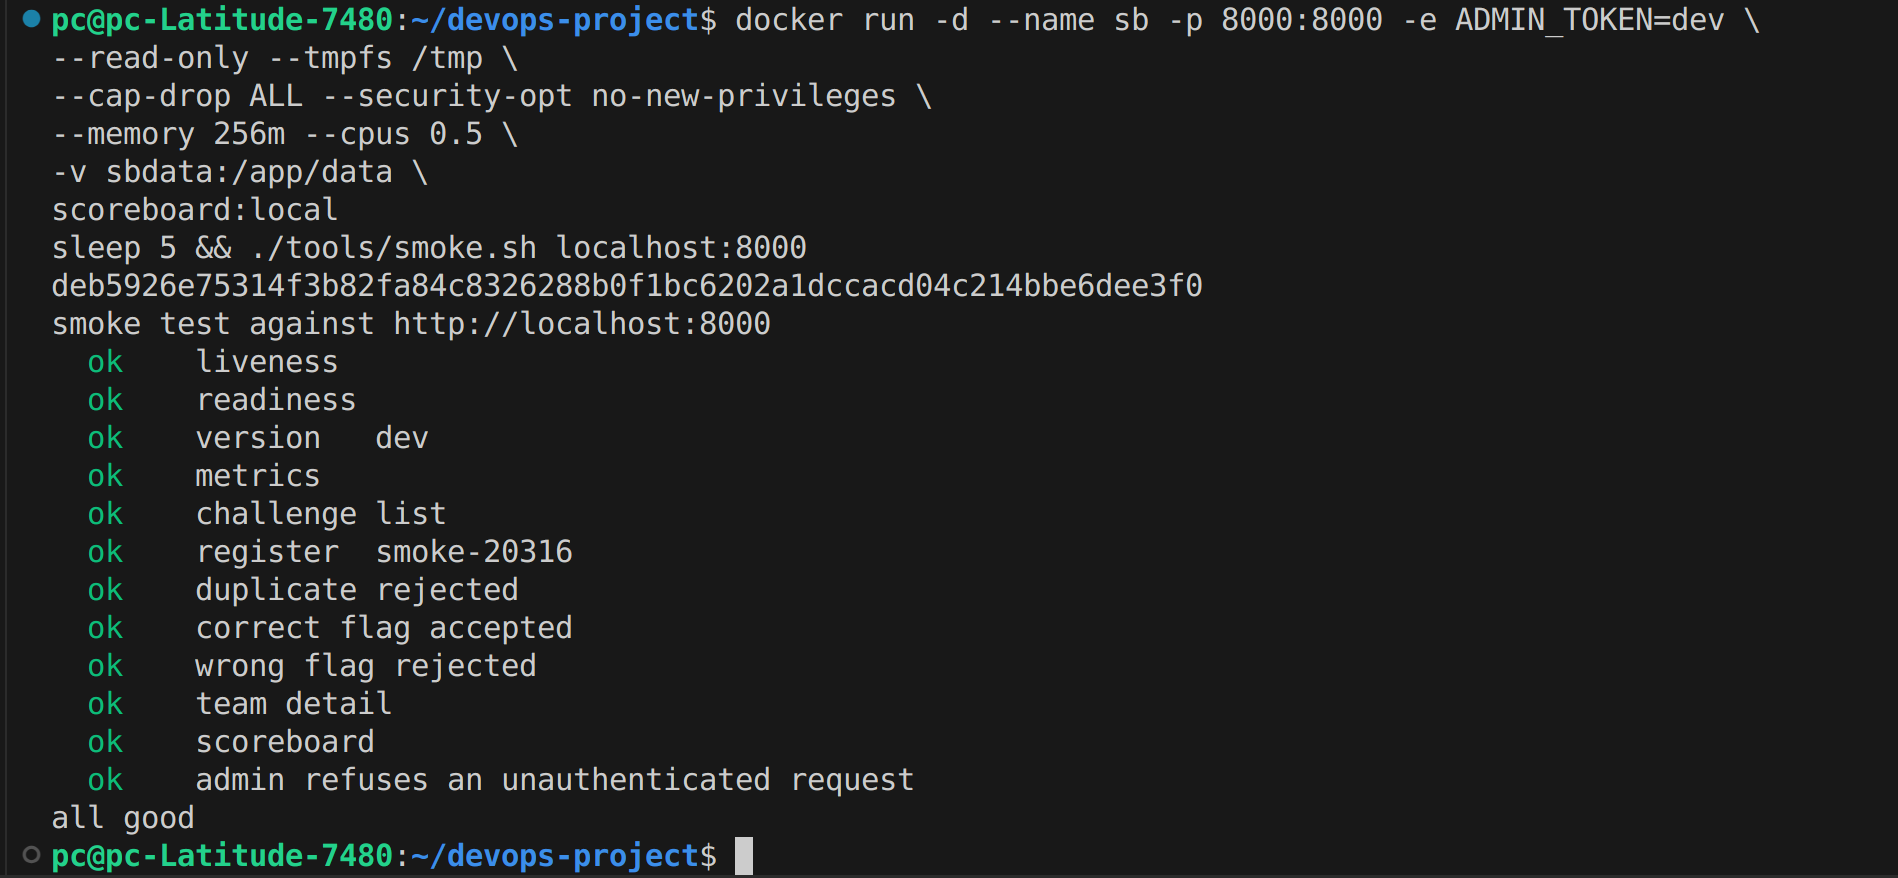 pc@pc-Latitude-7480:~/devops-project$ docker run -d --name sb -p 8000:8000 -e ADMIN_TOKEN=dev \
--read-only --tmpfs /tmp \
--cap-drop ALL --security-opt no-new-privileges \
--memory 256m --cpus 0.5 \
-v sbdata:/app/data \
scoreboard:local
sleep 5 && ./tools/smoke.sh localhost:8000
deb5926e75314f3b82fa84c8326288b0f1bc6202a1dccacd04c214bbe6dee3f0
smoke test against http://localhost:8000
ok liveness
ok readiness
ok version dev
ok metrics
ok challenge list
ok register smoke-20316
ok duplicate rejected
ok correct flag accepted
ok wrong flag rejected
ok team detail
ok scoreboard
ok admin refuses an unauthenticated request
all good
pc@pc-Latitude-7480:~/devops-project$